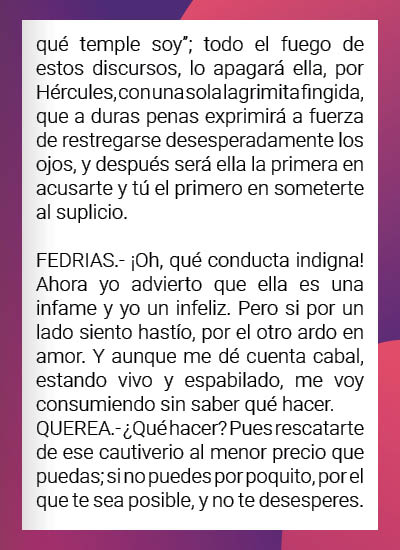 qué temple soy”; todo el fuego de
estos discursos, lo apagará ella, por
Hércules, con una sola lagrimita fingida,
que a duras penas exprimirá a fuerza
de restregarse desesperadamente los
ojos, y después será ella la primera en
acusarte y tú el primero en someterte
al suplicio.
FEDRIAS.- ¡Oh, qué conducta indigna!
Ahora yo advierto que ella es una
infame y yo un infeliz. Pero si por un
lado siento hastío, por el otro ardo en
amor. Y aunque me dé cuenta cabal,
estando vivo y espabilado, me voy
consumiendo sin saber qué hacer.
QUEREA.- ¿Qué hacer? Pues rescatarte
de ese cautiverio al menor precio que
puedas; si no puedes por poquito, por el
que te sea posible, y no te desesperes.